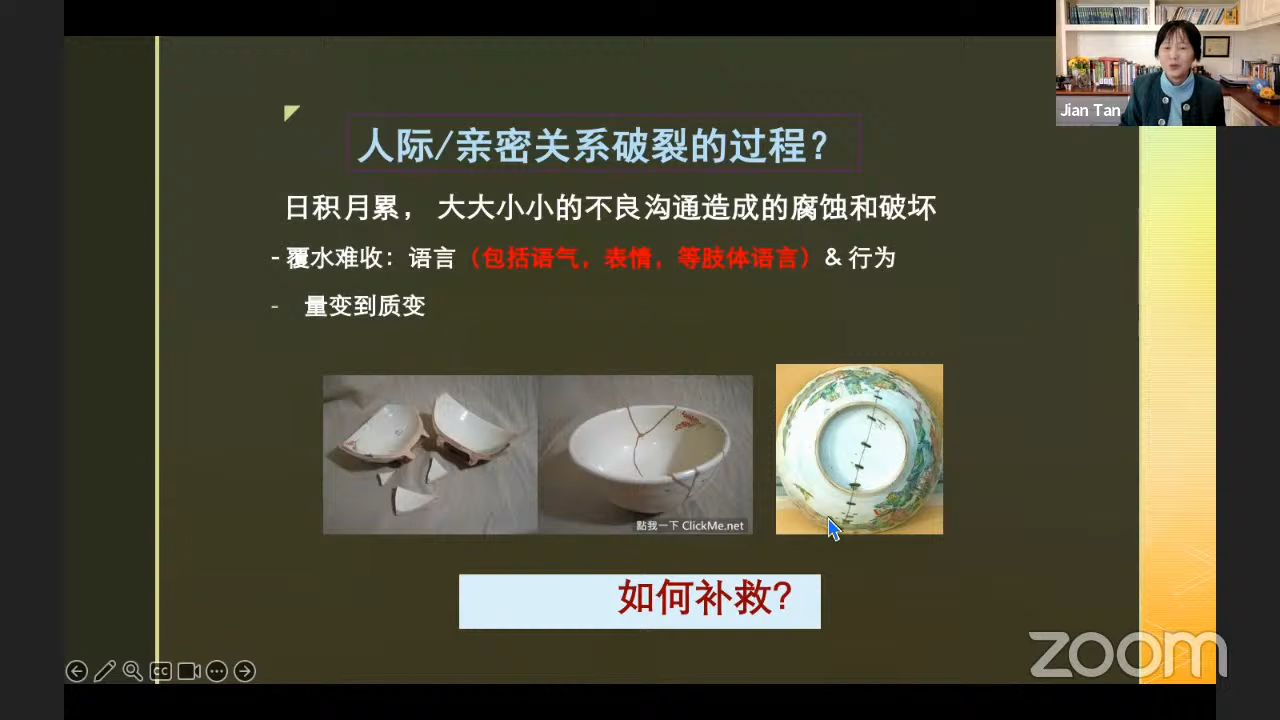 人际/亲密关系破裂的过程？
日积月累， 大大小小的不良沟通造成的腐蚀和破坏
- 覆水难收：语言（包括语气，表情，等肢体语言）& 行为
- 量变到质变
點我一下 ClickMe.net
如何补救？
Jian Tan
CC
zoom